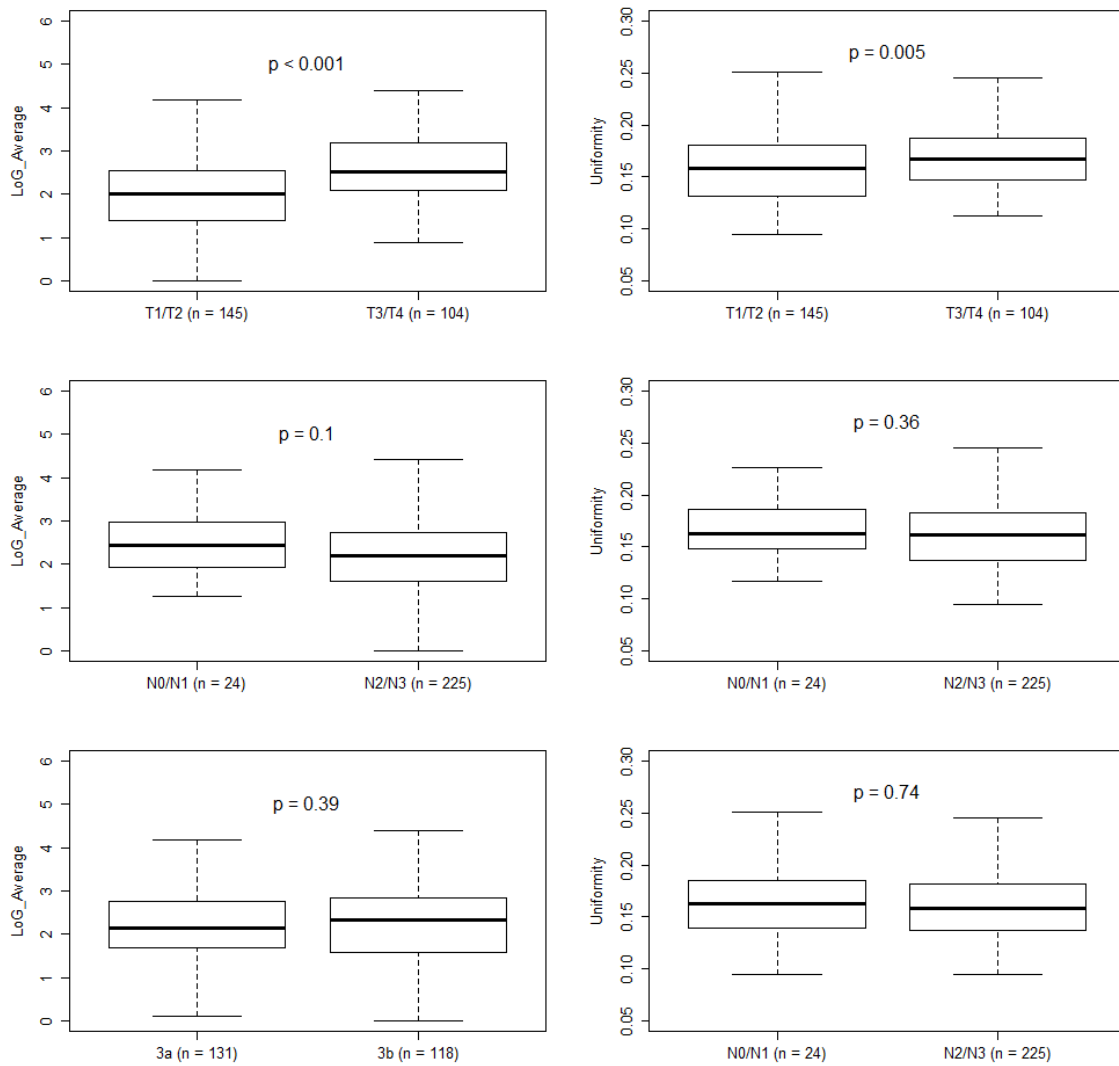 p < 0.001
LoG_Average
0 1 2 3 4 5 6
T1/T2 (n = 145) T3/T4 (n = 104)
p = 0.005
Uniformity
0.05 0.10 0.15 0.20 0.25 0.30
T1/T2 (n = 145) T3/T4 (n = 104)
p = 0.1
LoG_Average
0 1 2 3 4 5 6
N0/N1 (n = 24) N2/N3 (n = 225)
p = 0.36
Uniformity
0.05 0.10 0.15 0.20 0.25 0.30
N0/N1 (n = 24) N2/N3 (n = 225)
p = 0.39
LoG_Average
0 1 2 3 4 5 6
3a (n = 131) 3b (n = 118)
p = 0.74
Uniformity
0.05 0.10 0.15 0.20 0.25 0.30
N0/N1 (n = 24) N2/N3 (n = 225)